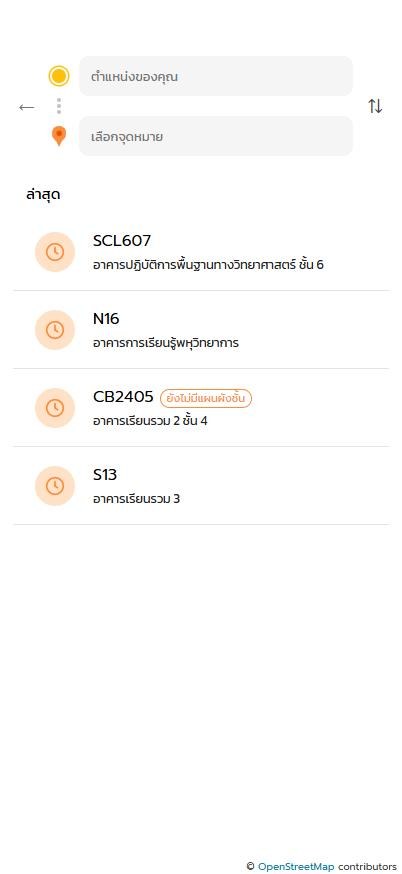 ตำแหน่งของคุณ
เลือกจุดหมาย
ล่าสุด
SCL607
อาคารปฏิบัติการพื้นฐานทางวิทยาศาสตร์ ชั้น 6
N16
อาคารการเรียนรู้พหุวิทยาการ
CB2405 ยังไม่มีแผนผังชั้น
อาคารเรียนรวม 2 ชั้น 4
S13
อาคารเรียนรวม 3
© OpenStreetMap contributors